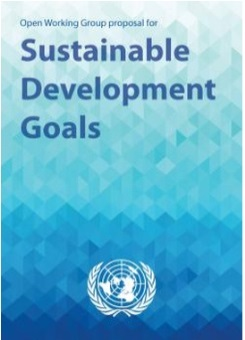 Open Working Group proposal for
Sustainable
Development
Goals